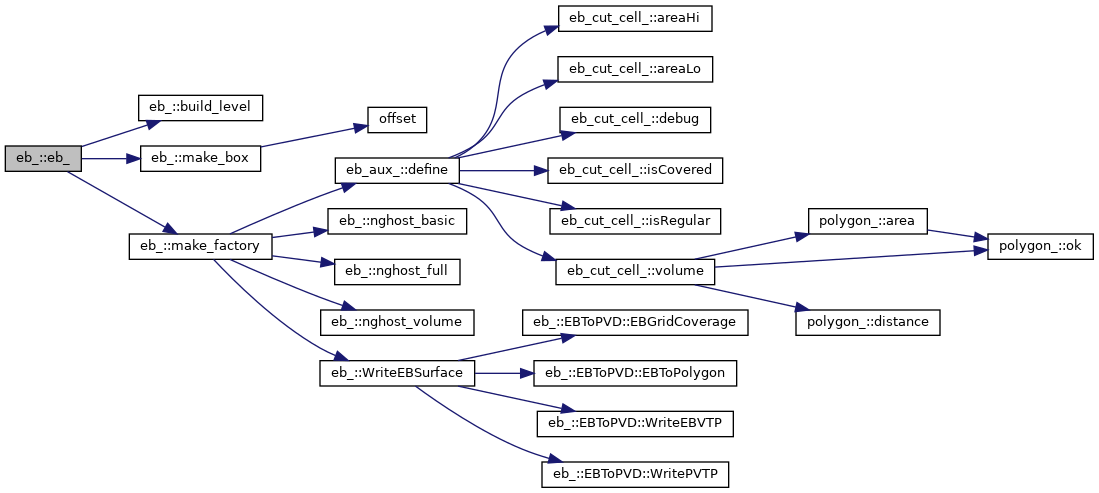 eb_::eb_
eb_::build_level
eb_::make_box
offset
eb_::make_factory
eb_aux_::define
eb_cut_cell_::areaHi
eb_cut_cell_::areaLo
eb_cut_cell_::debug
eb_cut_cell_::isCovered
eb_cut_cell_::isRegular
eb_cut_cell_::volume
polygon_::area
polygon_::ok
polygon_::distance
eb_::nghost_basic
eb_::nghost_full
eb_::nghost_volume
eb_::WriteEBSurface
eb_::EBToPVD::EBGridCoverage
eb_::EBToPVD::EBToPolygon
eb_::EBToPVD::WriteEBVTP
eb_::EBToPVD::WritePVTP